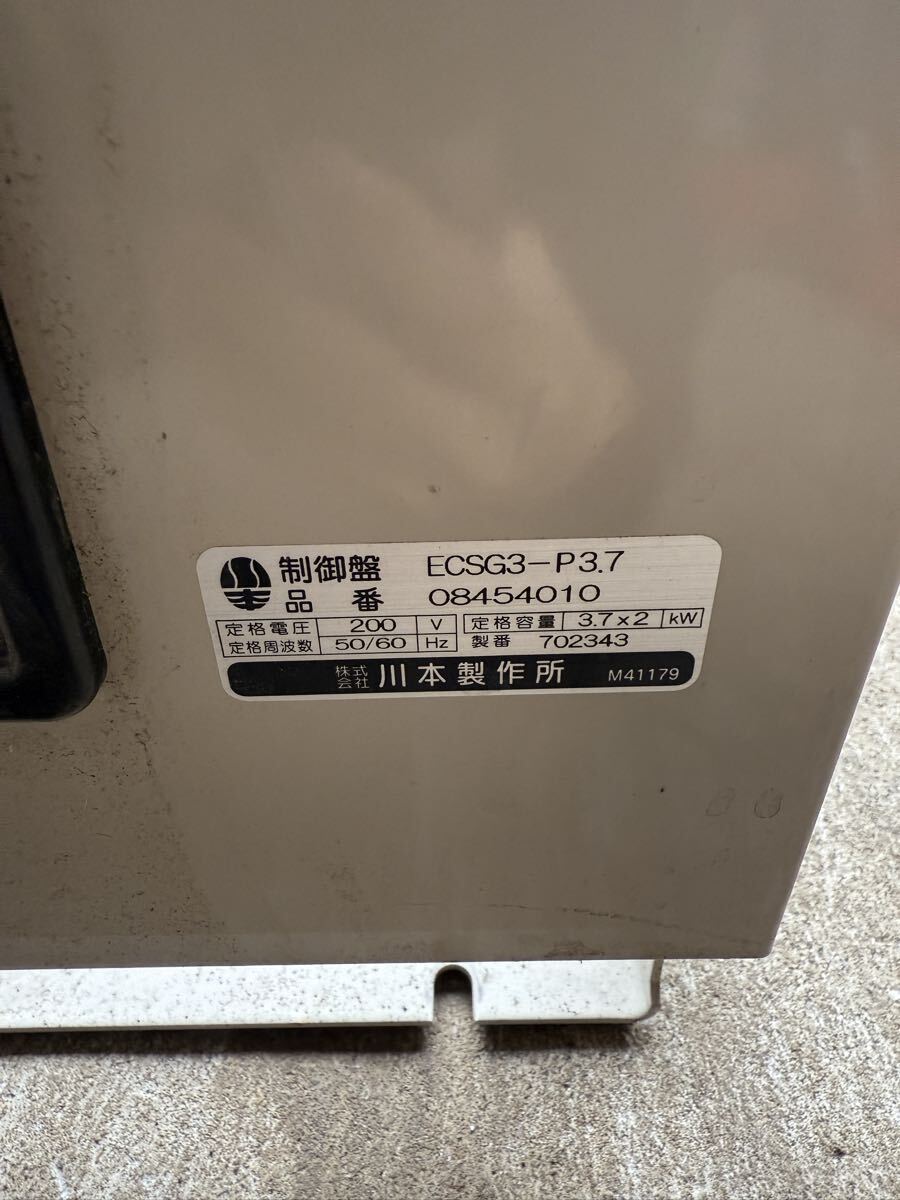 制御盤 ECSG3-P3.7
品番 08454010
定格電圧 200 V 定格容量 3.7×2 kW
定格周波数 50/60 Hz 製番 702343
株式会社 川本製作所 M41179